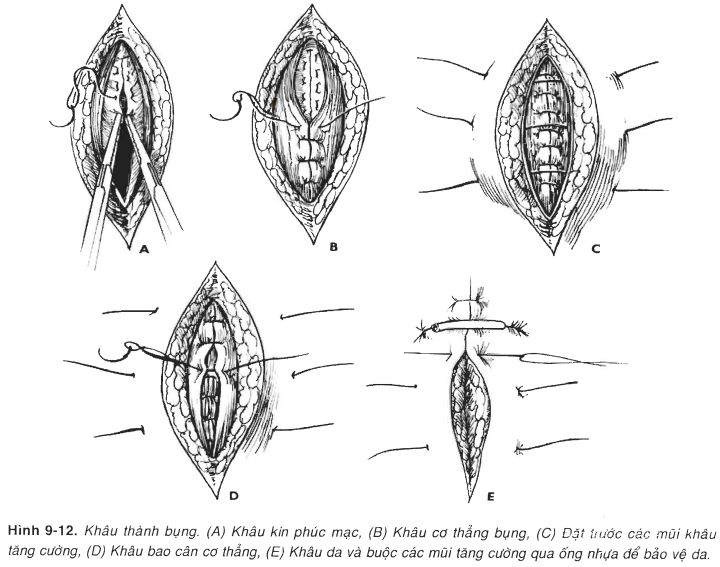 A
B
C
D
E
Hình 9-12. Khâu thành bụng. (A) Khâu kín phúc mạc, (B) Khâu cơ thẳng bụng, (C) Đặt trước các mũi khâu
tăng cường, (D) Khâu bao cân cơ thẳng, (E) Khâu da và buộc các mũi tăng cường qua ống nhựa để bảo vệ da.